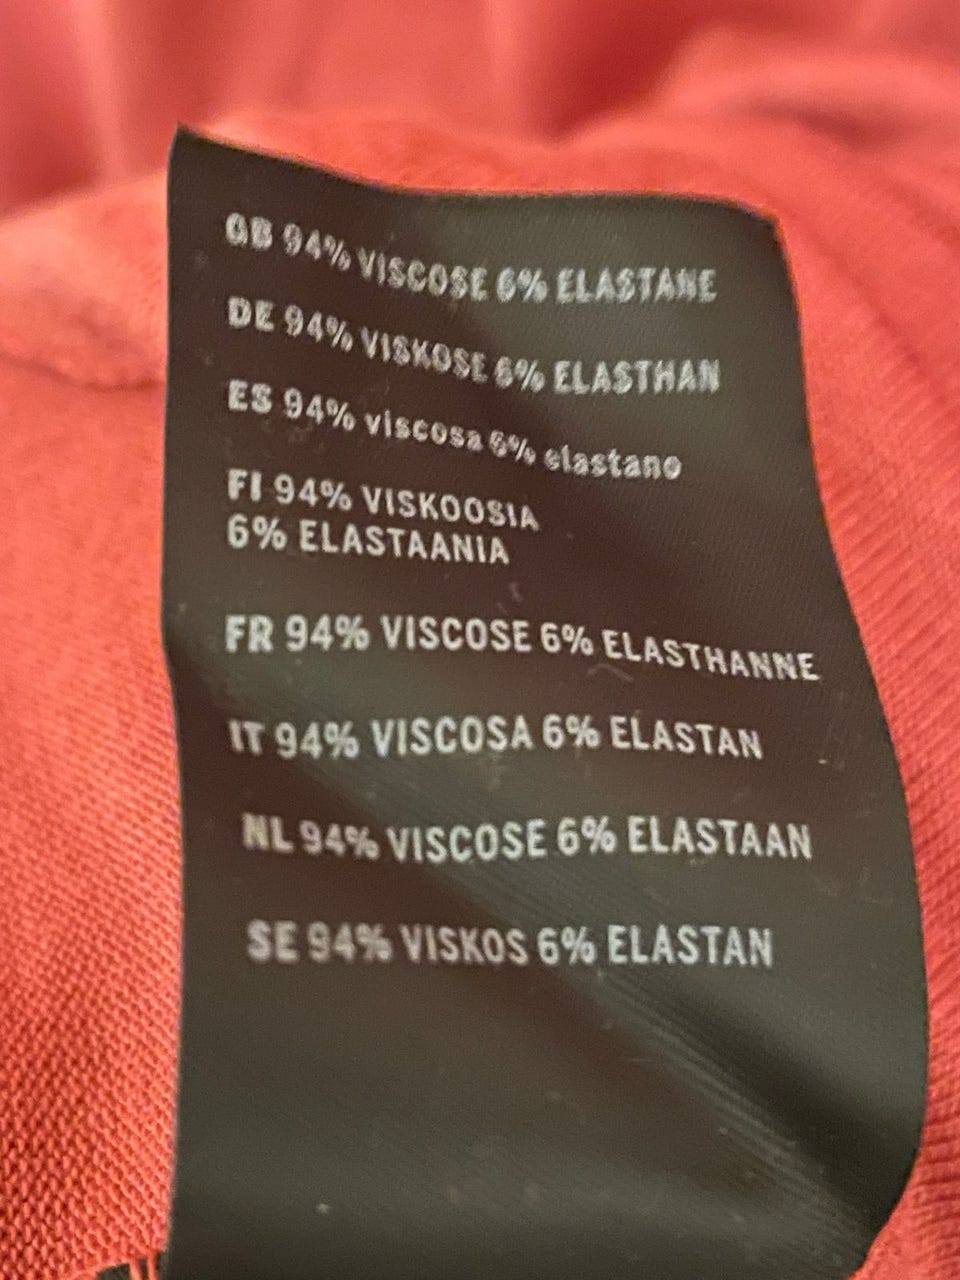 GB 94% VISCOSE 6% ELASTANE
DE 94% VISKOSE 6% ELASTHAN
ES 94% viscosa 6% elastano
FI 94% VISKOOSIA
6% ELASTAANIA
FR 94% VISCOSE 6% ELASTHANNE
IT 94% VISCOSA 6% ELASTAN
NL 94% VISCOSE 6% ELASTAAN
SE 94% VISKOS 6% ELASTAN